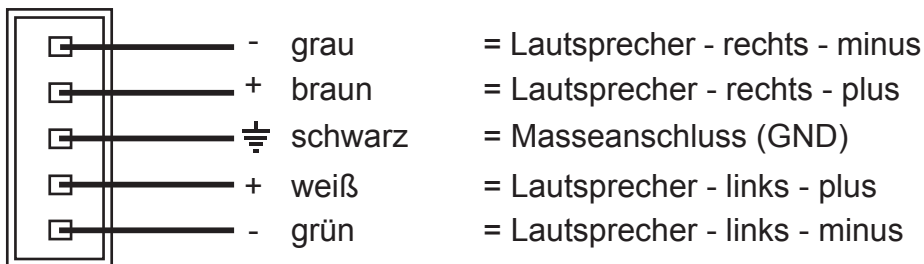 - grau = Lautsprecher - rechts - minus
+ braun = Lautsprecher - rechts - plus
schwarz = Masseanschluss (GND)
+ weiß = Lautsprecher - links - plus
- grün = Lautsprecher - links - minus